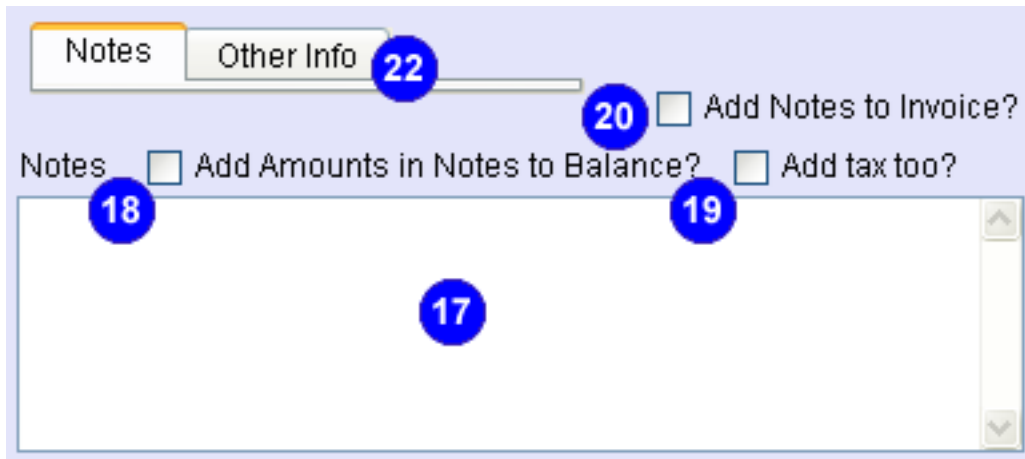 Notes Other Info 22
20 Add Notes to Invoice?
Notes Add Amounts in Notes to Balance? Add tax too?
18 19
17